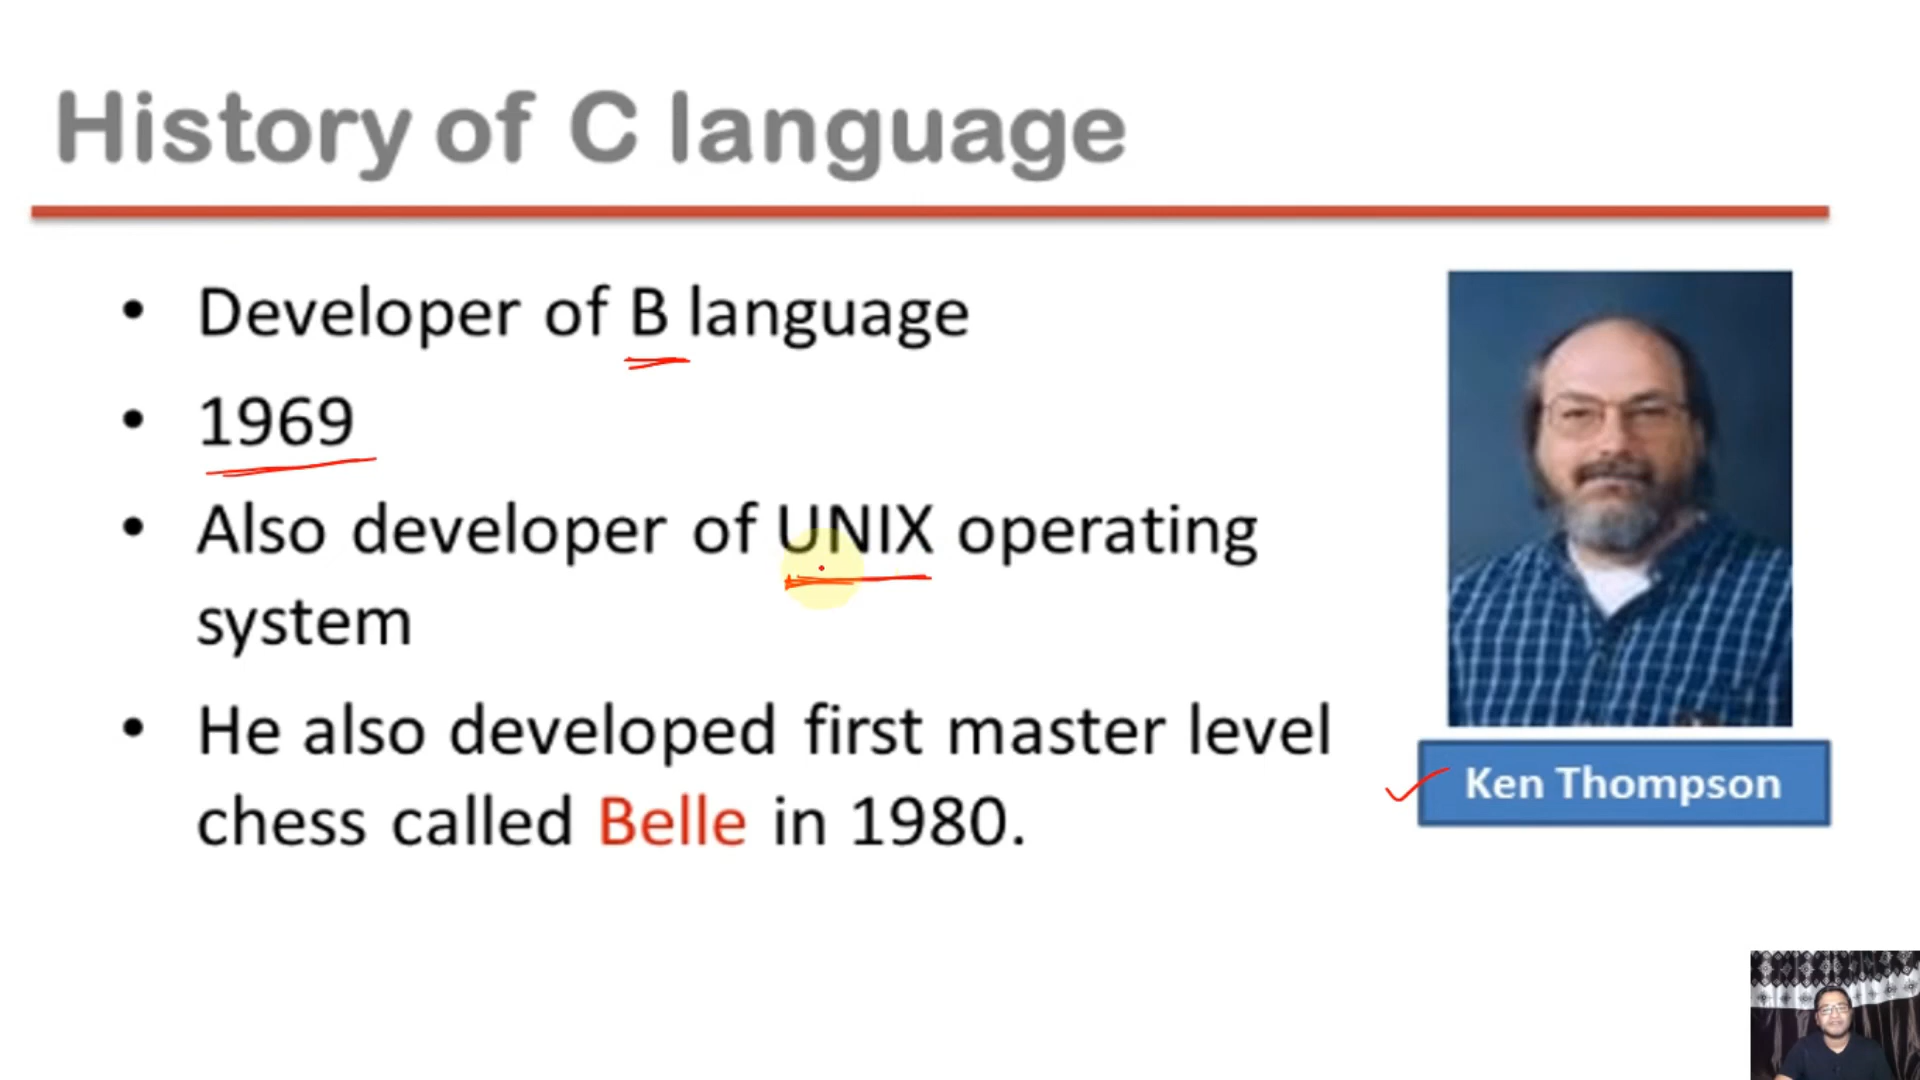 History of C language
• Developer of B language
• 1969
• Also developer of UNIX operating
system
• He also developed first master level
chess called Belle in 1980.
Ken Thompson